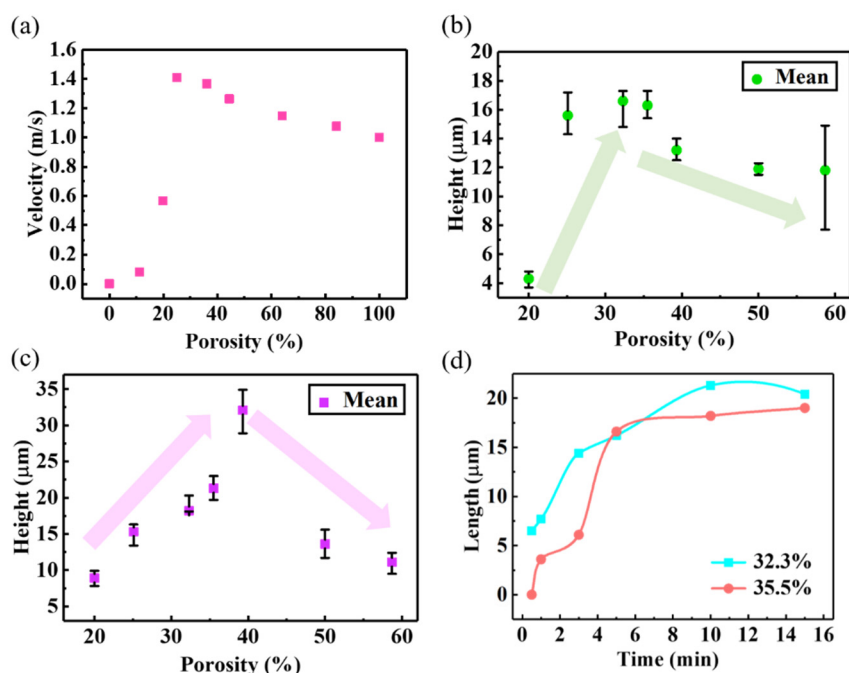 (a)
1.6
1.4
1.2
1.0
0.8
0.6
0.4
0.2
0.0
Velocity (m/s)
0 20 40 60 80 100
Porosity (%)
(b)
20
18
16
14
12
10
8
6
4
Height (μm)
Mean
20 30 40 50 60
Porosity (%)
(c)
35
30
25
20
15
10
5
Height (μm)
Mean
20 30 40 50 60
Porosity (%)
(d)
20
15
10
5
0
Length (μm)
32.3%
35.5%
0 2 4 6 8 10 12 14 16
Time (min)